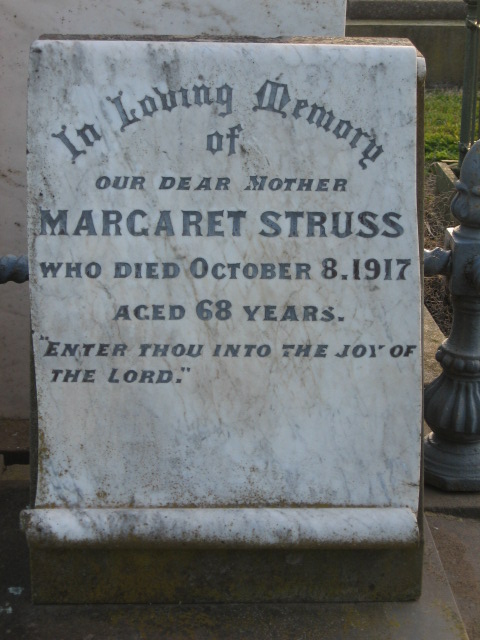 In Loving Memory
of
OUR DEAR MOTHER
MARGARET STRUSS
WHO DIED OCTOBER 8.1917
AGED 68 YEARS.
"ENTER THOU INTO THE JOY OF
THE LORD."